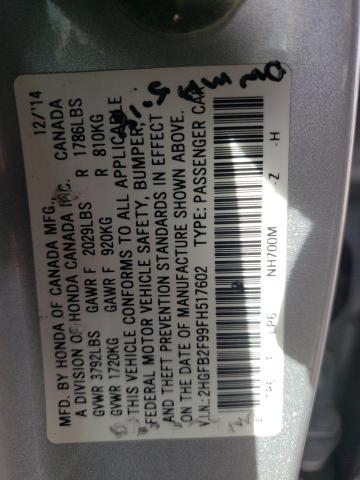 MFD. BY HONDA OF CANADA MFG., 12/'14
A DIVISION OF HONDA CANADA INC. CANADA
GVWR 3792LBS GAWR F 2029LBS R 1786LBS
GVWR 1720KG GAWR F 920KG R 810KG
THIS VEHICLE CONFORMS TO ALL APPLICABLE
FEDERAL MOTOR VEHICLE SAFETY, BUMPER,
AND THEFT PREVENTION STANDARDS IN EFFECT
ON THE DATE OF MANUFACTURE SHOWN ABOVE.
V.I.N.: 2HGFB2F99FH517602 TYPE: PASSENGER CAR
NH700M -Z -H